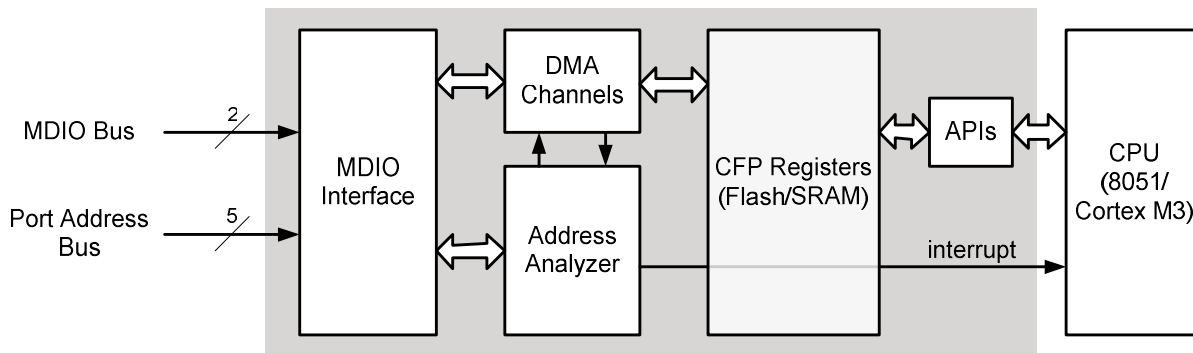 MDIO Bus
2
Port Address
Bus
5
MDIO
Interface
DMA
Channels
Address
Analyzer
CFP Registers
(Flash/SRAM)
APIs
interrupt
CPU
(8051/
Cortex M3)